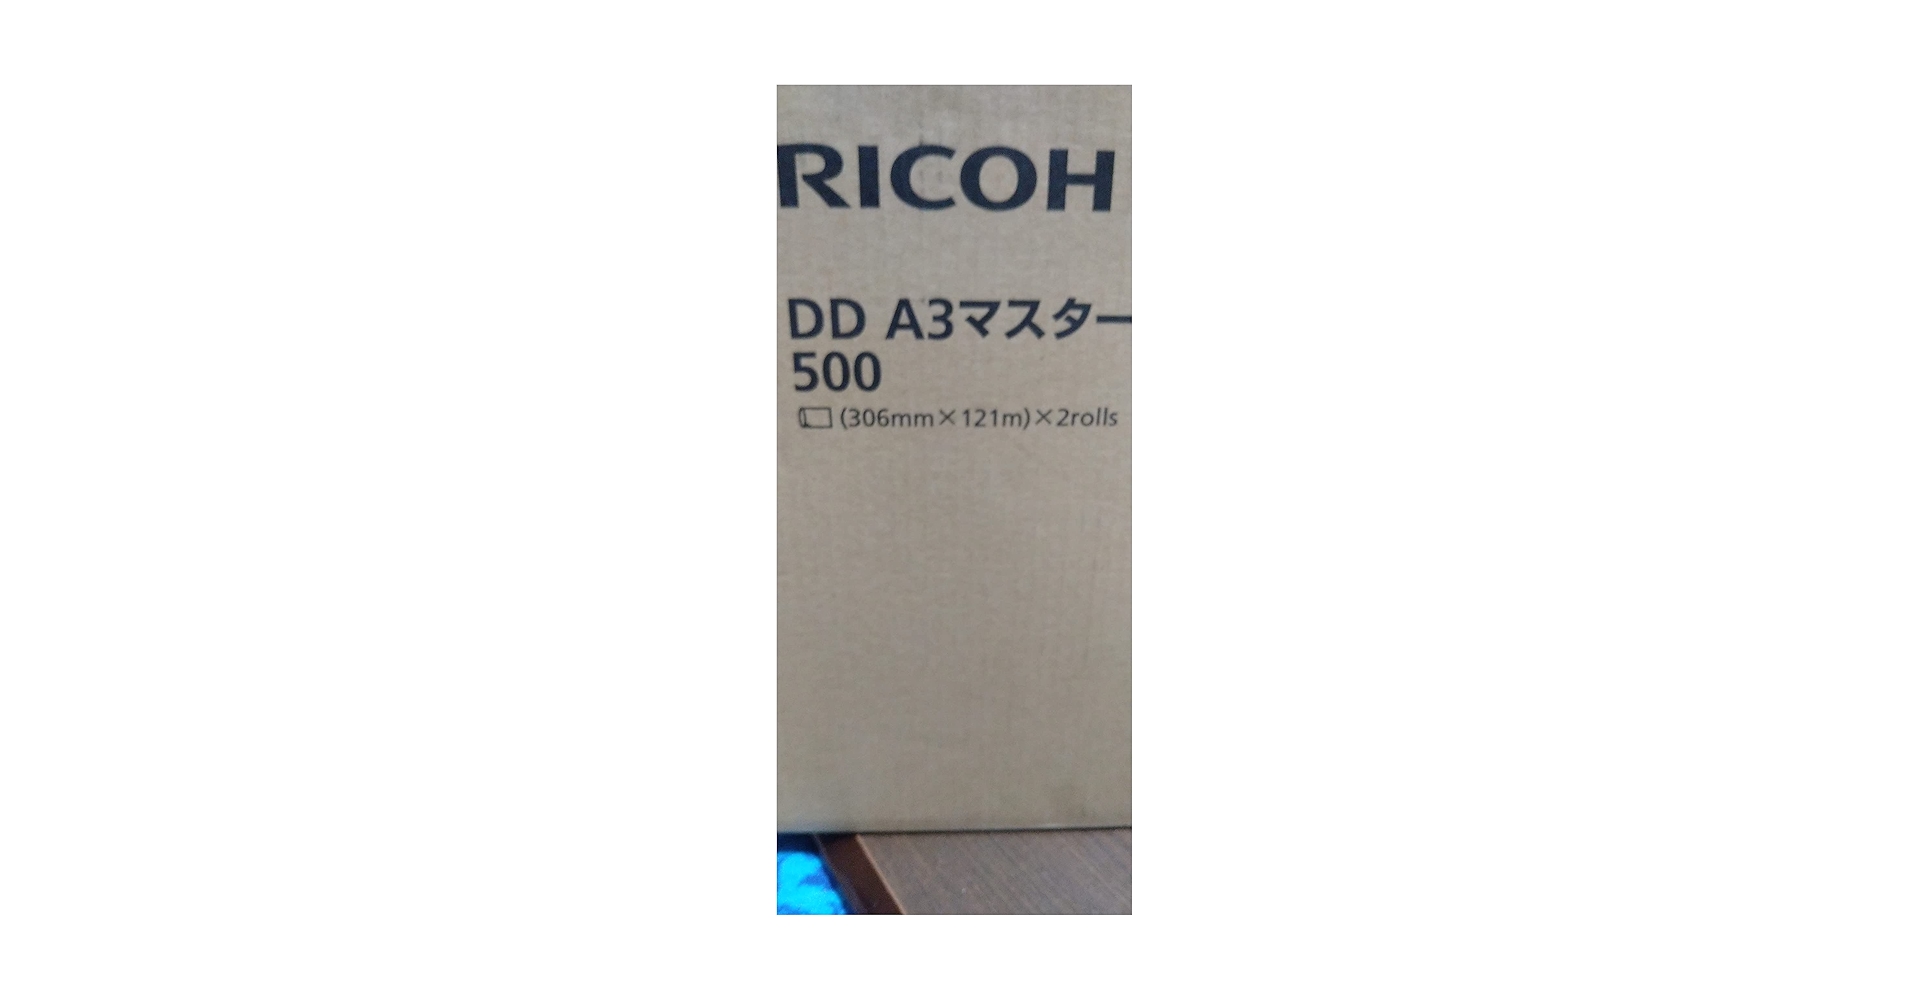 RICOH
DD A3マスター
500
(306mm×121m)×2rolls